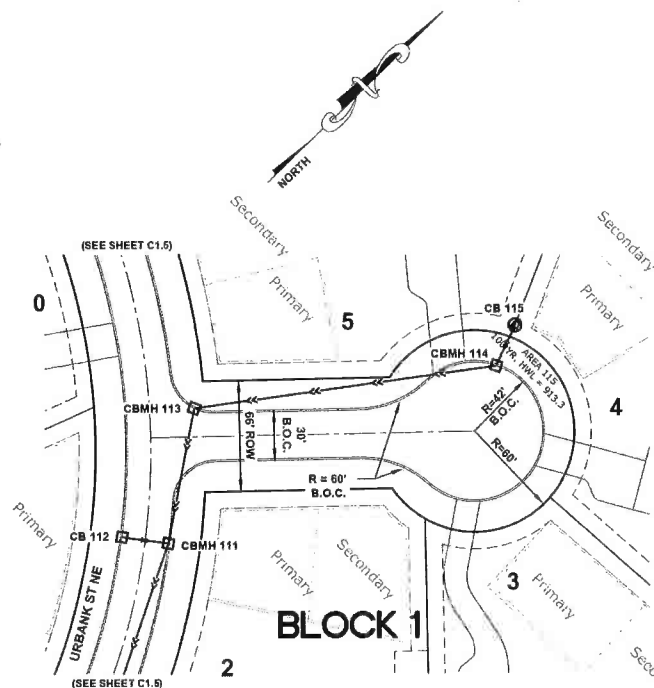 NORTH
Secondary
Secondary
(SEE SHEET C1.5)
Primary
Primary
0
5
CB 115
CBMH 114
AREA 115
100 YR. HWL = 913.3
CBMH 113
4
66' ROW
30'
B.O.C.
R=42'
B.O.C.
R=60'
R = 60'
B.O.C.
Primary
CB 112
CBMH 111
Primary
Secondary
3
Primary
BLOCK 1
URBANK ST NE
2
(SEE SHEET C1.5)